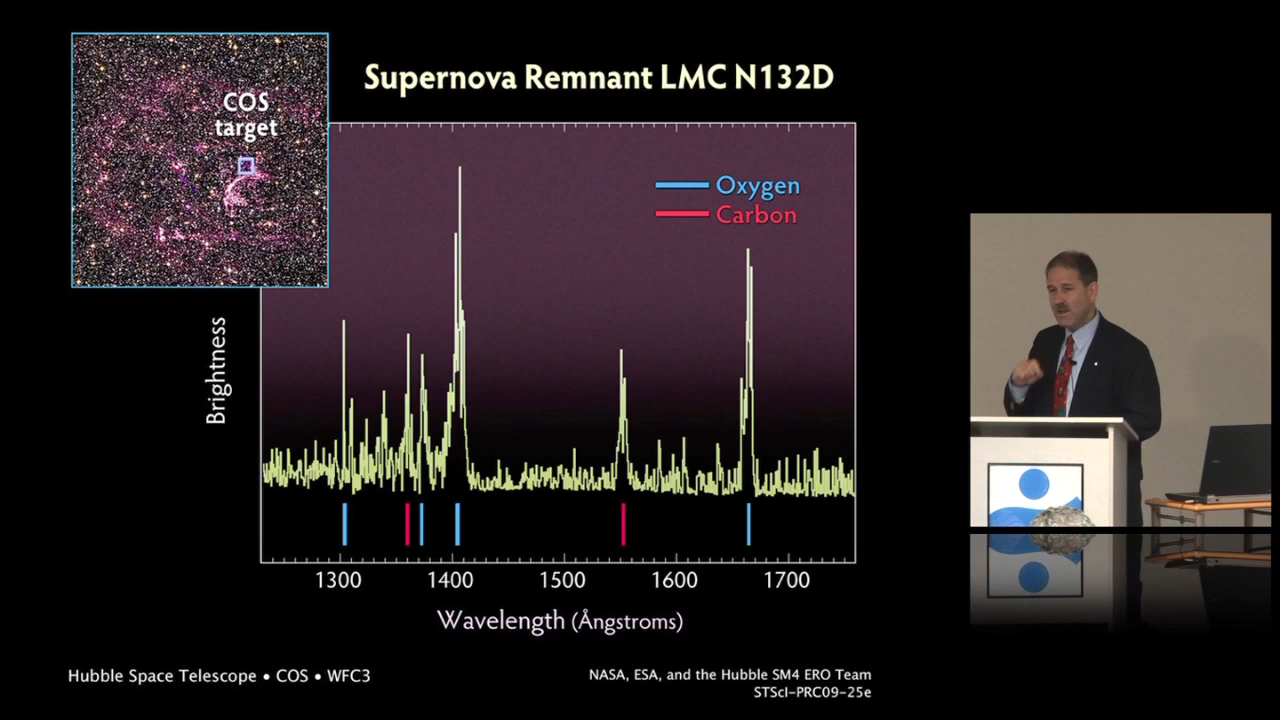 Supernova Remnant LMC N132D
COS
target
Oxygen
Carbon
Brightness
1300 1400 1500 1600 1700
Wavelength (Ångstroms)
Hubble Space Telescope • COS • WFC3
NASA, ESA, and the Hubble SM4 ERO Team
STScI-PRC09-25e